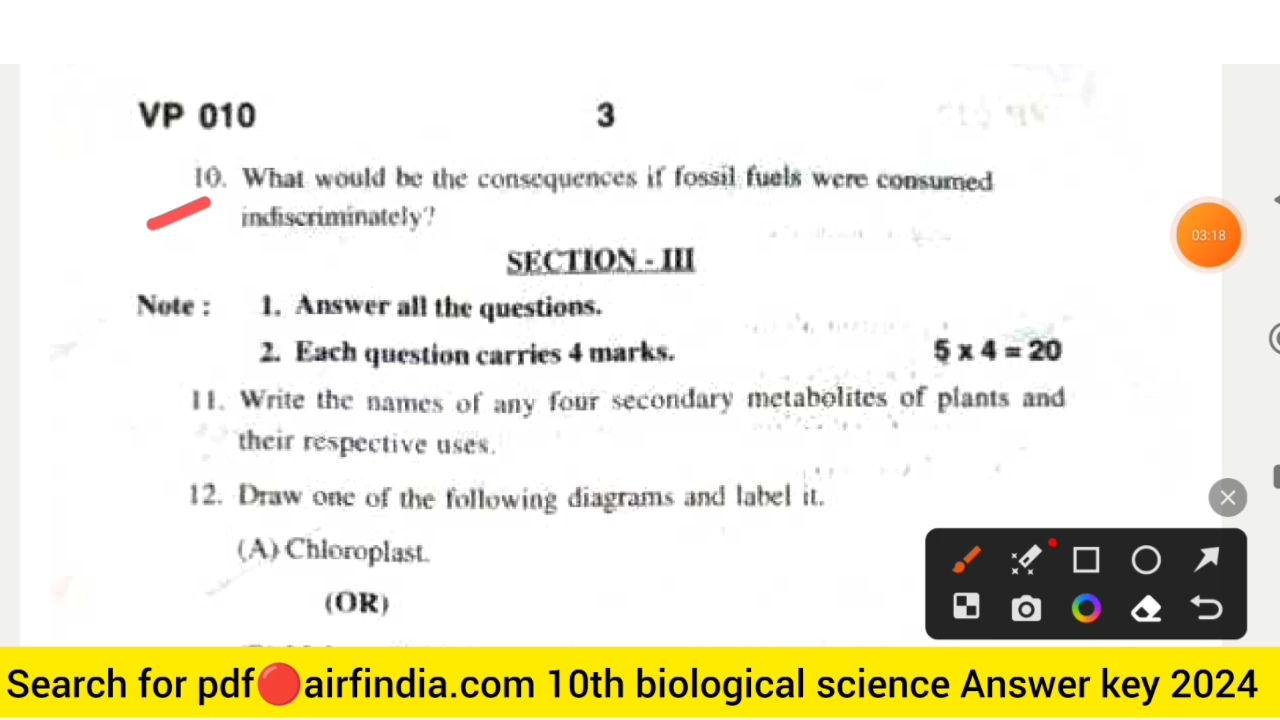 VP 010 3
10. What would be the consequences if fossil fuels were consumed
indiscriminately?
SECTION - III
Note : 1. Answer all the questions.
2. Each question carries 4 marks. 5 x 4 = 20
11. Write the names of any four secondary metabolites of plants and
their respective uses.
12. Draw one of the following diagrams and label it.
(A) Chloroplast.
(OR)
03:18
Search for pdf🔴airfindia.com 10th biological science Answer key 2024